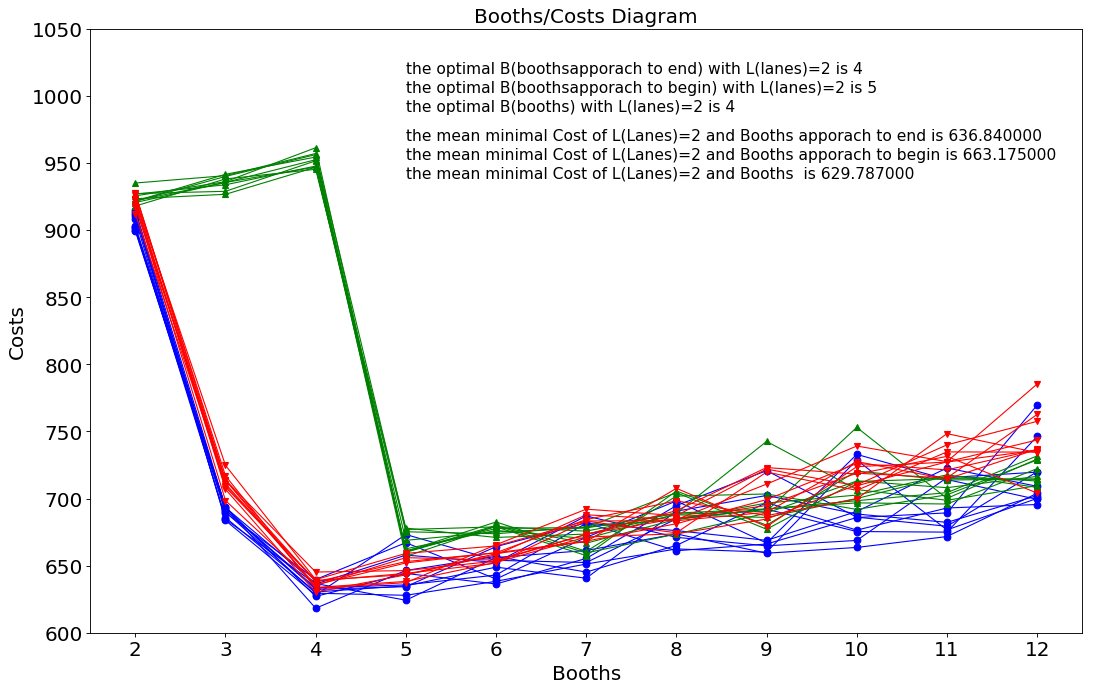 Booths/Costs Diagram
the optimal B(boothsapporach to end) with L(lanes)=2 is 4
the optimal B(boothsapporach to begin) with L(lanes)=2 is 5
the optimal B(booths) with L(lanes)=2 is 4
the mean minimal Cost of L(Lanes)=2 and Booths apporach to end is 636.840000
the mean minimal Cost of L(Lanes)=2 and Booths apporach to begin is 663.175000
the mean minimal Cost of L(Lanes)=2 and Booths  is 629.787000
Costs
1050
1000
950
900
850
800
750
700
650
600
2 3 4 5 6 7 8 9 10 11 12
Booths